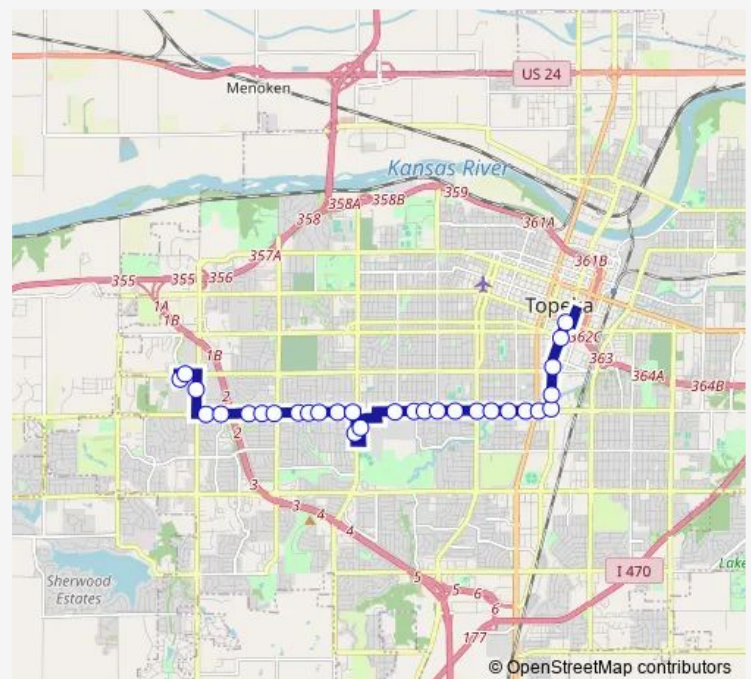 US 24
Menoken
Kansas River
358A
358B
359
358
361A
357A
361B
355
355
356
1A
Topeka
1B
362C
363
1B
364A
364B
2
2
3
3
4
4
5
5
6
I 470
Lake
6
Sherwood
Estates
177
© OpenStreetMap contributors